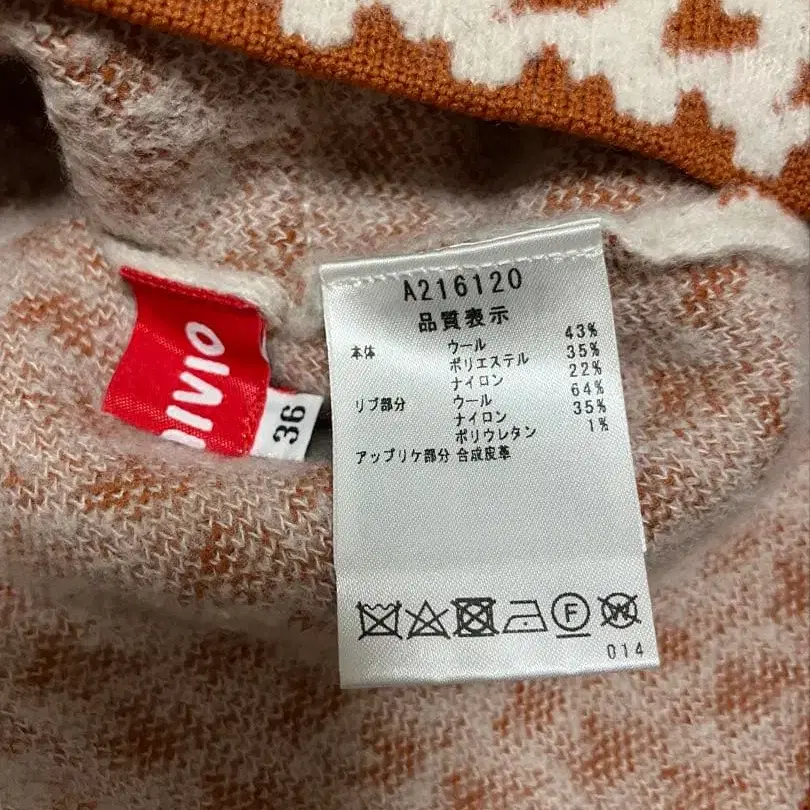 A216120
品質表示
本体 ウール 43%
ポリエステル 35%
ナイロン 22%
リブ部分 ウール 64%
ナイロン 35%
ポリウレタン 1%
アップリケ部分 合成皮革
F
W
014
IVIO
36